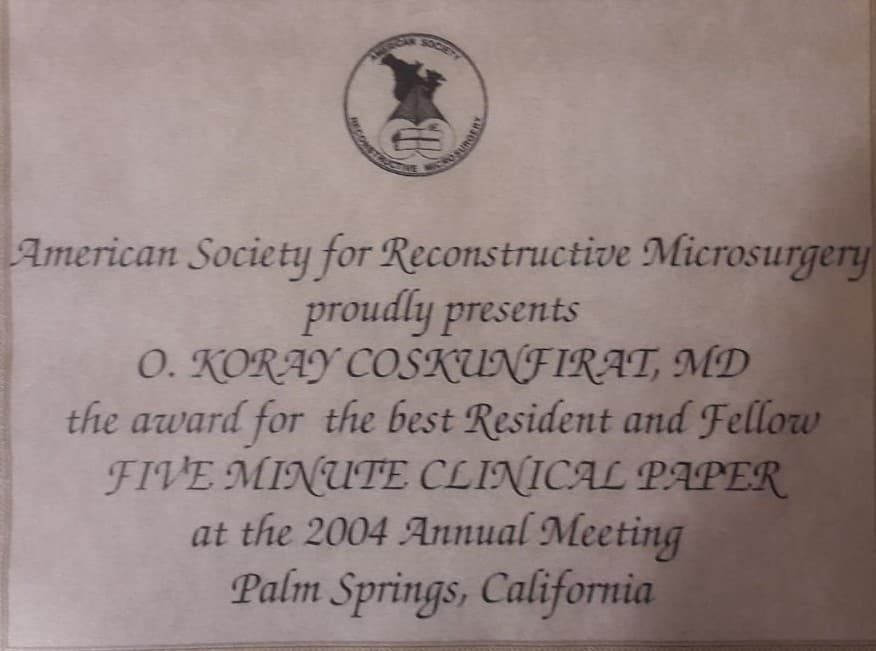 AMERICAN SOCIETY
RECONSTRUCTIVE MICROSURGERY
American Society for Reconstructive Microsurgery
proudly presents
O. KORAY COSKUNFIRAT, MD
the award for the best Resident and Fellow
FIVE MINUTE CLINICAL PAPER
at the 2004 Annual Meeting
Palm Springs, California